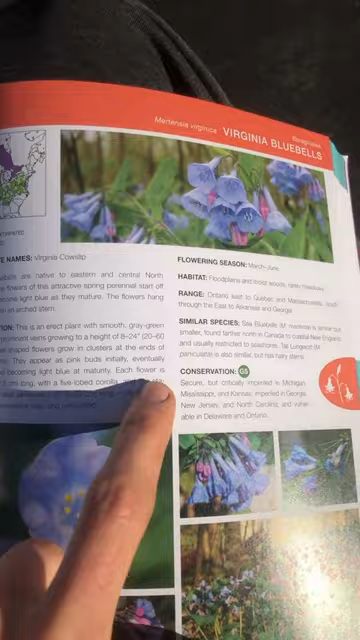 Boraginaceae
Mertensia virginica VIRGINIA BLUEBELLS
NAMES: Virginia Cowslip
are native to eastern and central North
flowers of this attractive spring perennial start off
become light blue as they mature. The flowers hang
an arched stem.
This is an erect plant with smooth, gray-green
prominent veins growing to a height of 8–24" (20–60
shaped flowers grow in clusters at the ends of
They appear as pink buds initially, eventually
becoming light blue at maturity. Each flower is
cm) long, with a five-lobed corolla,
FLOWERING SEASON: March–June.
HABITAT: Floodplains and moist woods,
RANGE: Ontario east to Quebec and Massachusetts, south
through the East to Arkansas and Georgia.
SIMILAR SPECIES: Sea Bluebell (M. maritima) is similar but
smaller, found farther north in Canada to coastal New England,
and usually restricted to seashores. Tall Lungwort (M.
paniculata) is also similar, but has hairy stems.
CONSERVATION: G5
Secure, but critically imperiled in Michigan,
Mississippi, and Kansas; imperiled in Georgia,
New Jersey, and North Carolina; and vulner-
able in Delaware and Ontario.